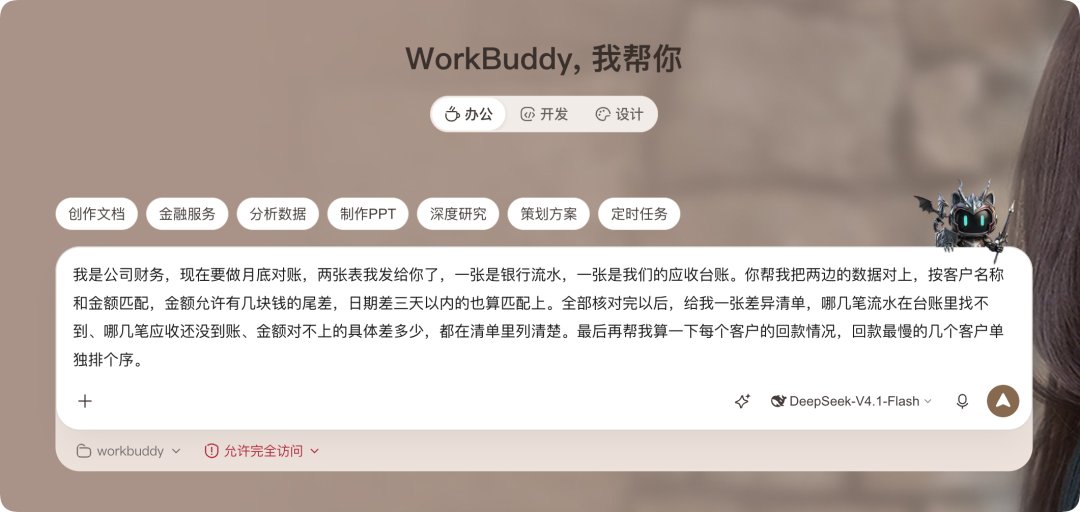 WorkBuddy, 我帮你
办公 开发 设计
创作文档 金融服务 分析数据 制作PPT 深度研究 策划方案 定时任务
我是公司财务，现在要做月底对账，两张表我发给你了，一张是银行流水，一张是我们的应收台账。你帮我把两边的数据对上，按客户名称
和金额匹配，金额允许有几块钱的尾差，日期差三天以内的也算匹配上。全部核对完以后，给我一张差异清单，哪几笔流水在台账里找不
到、哪几笔应收还没到账、金额对不上的具体差多少，都在清单里列清楚。最后再帮我算一下每个客户的回款情况，回款最慢的几个客户单
独排个序。
DeepSeek-V4.1-Flash
workbuddy 允许完全访问